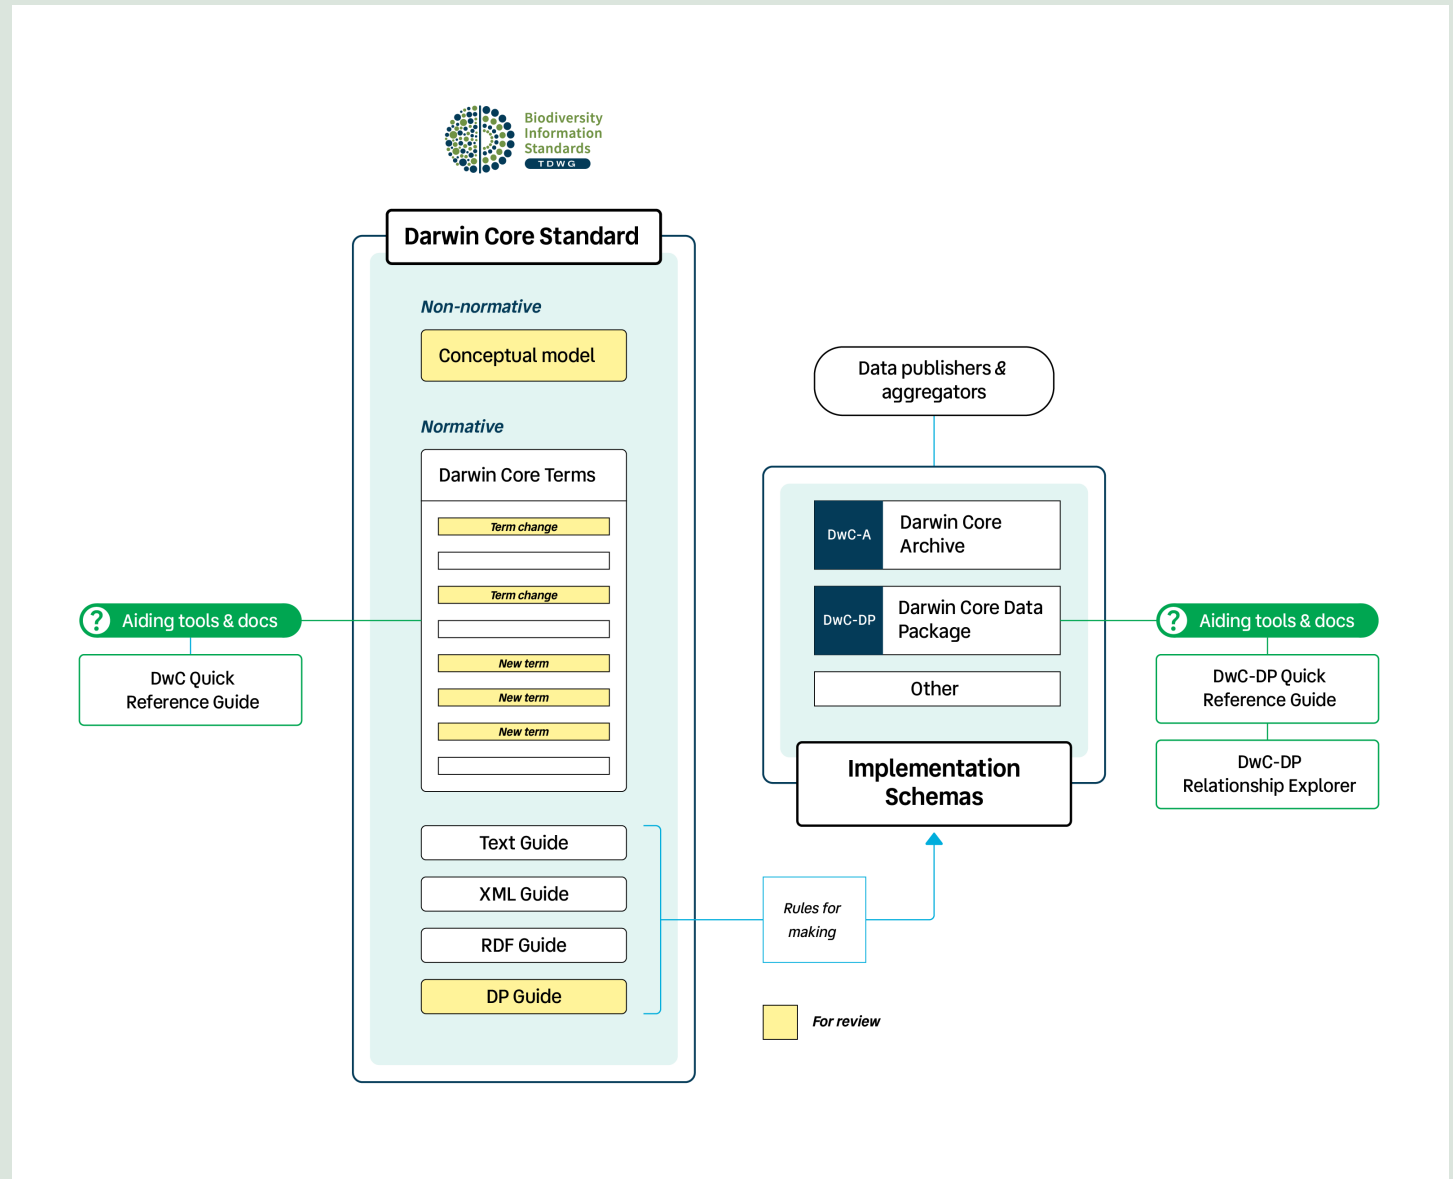 Biodiversity
Information
Standards
TDWG
Darwin Core Standard
Non-normative
Conceptual model
Normative
Darwin Core Terms
Term change
Term change
New term
New term
New term
Text Guide
XML Guide
RDF Guide
DP Guide
? Aiding tools & docs
DwC Quick
Reference Guide
Data publishers &
aggregators
DwC-A
Darwin Core
Archive
DwC-DP
Darwin Core Data
Package
Other
Implementation
Schemas
Rules for
making
For review
? Aiding tools & docs
DwC-DP Quick
Reference Guide
DwC-DP
Relationship Explorer